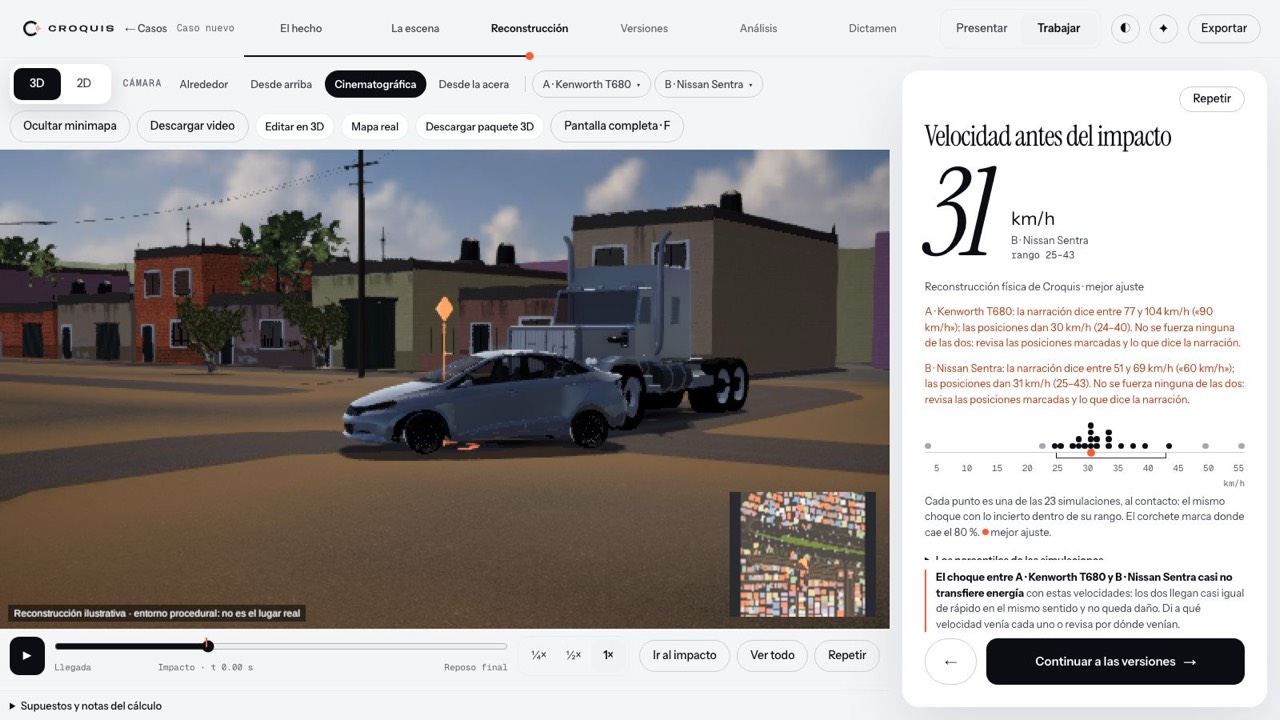 CROQUIS
← Casos
Caso nuevo
El hecho
La escena
Reconstrucción
Versiones
Análisis
Dictamen
Presentar
Trabajar
Exportar
3D
2D
CÁMARA
Alrededor
Desde arriba
Cinematográfica
Desde la acera
A · Kenworth T680
B · Nissan Sentra
Ocultar minimapa
Descargar video
Editar en 3D
Mapa real
Descargar paquete 3D
Pantalla completa · F
Reconstrucción ilustrativa · entorno procedural: no es el lugar real
Llegada
Impacto · t 0.00 s
Reposo final
¼×
½×
1×
Ir al impacto
Ver todo
Repetir
Supuestos y notas del cálculo
Repetir
Velocidad antes del impacto
31
km/h
B · Nissan Sentra
rango 25–43
Reconstrucción física de Croquis · mejor ajuste
A · Kenworth T680: la narración dice entre 77 y 104 km/h («90
km/h»); las posiciones dan 30 km/h (24–40). No se fuerza ninguna
de las dos: revisa las posiciones marcadas y lo que dice la narración.
B · Nissan Sentra: la narración dice entre 51 y 69 km/h («60 km/h»);
las posiciones dan 31 km/h (25–43). No se fuerza ninguna de las dos:
revisa las posiciones marcadas y lo que dice la narración.
5 10 15 20 25 30 35 40 45 50 55
km/h
Cada punto es una de las 23 simulaciones, al contacto: el mismo
choque con lo incierto dentro de su rango. El corchete marca donde
cae el 80 %. mejor ajuste.
Los percentiles de las simulaciones
El choque entre A · Kenworth T680 y B · Nissan Sentra casi no
transfiere energía con estas velocidades: los dos llegan casi igual
de rápido en el mismo sentido y no queda daño. Di a qué
velocidad venía cada uno o revisa por dónde venían.
←
Continuar a las versiones →